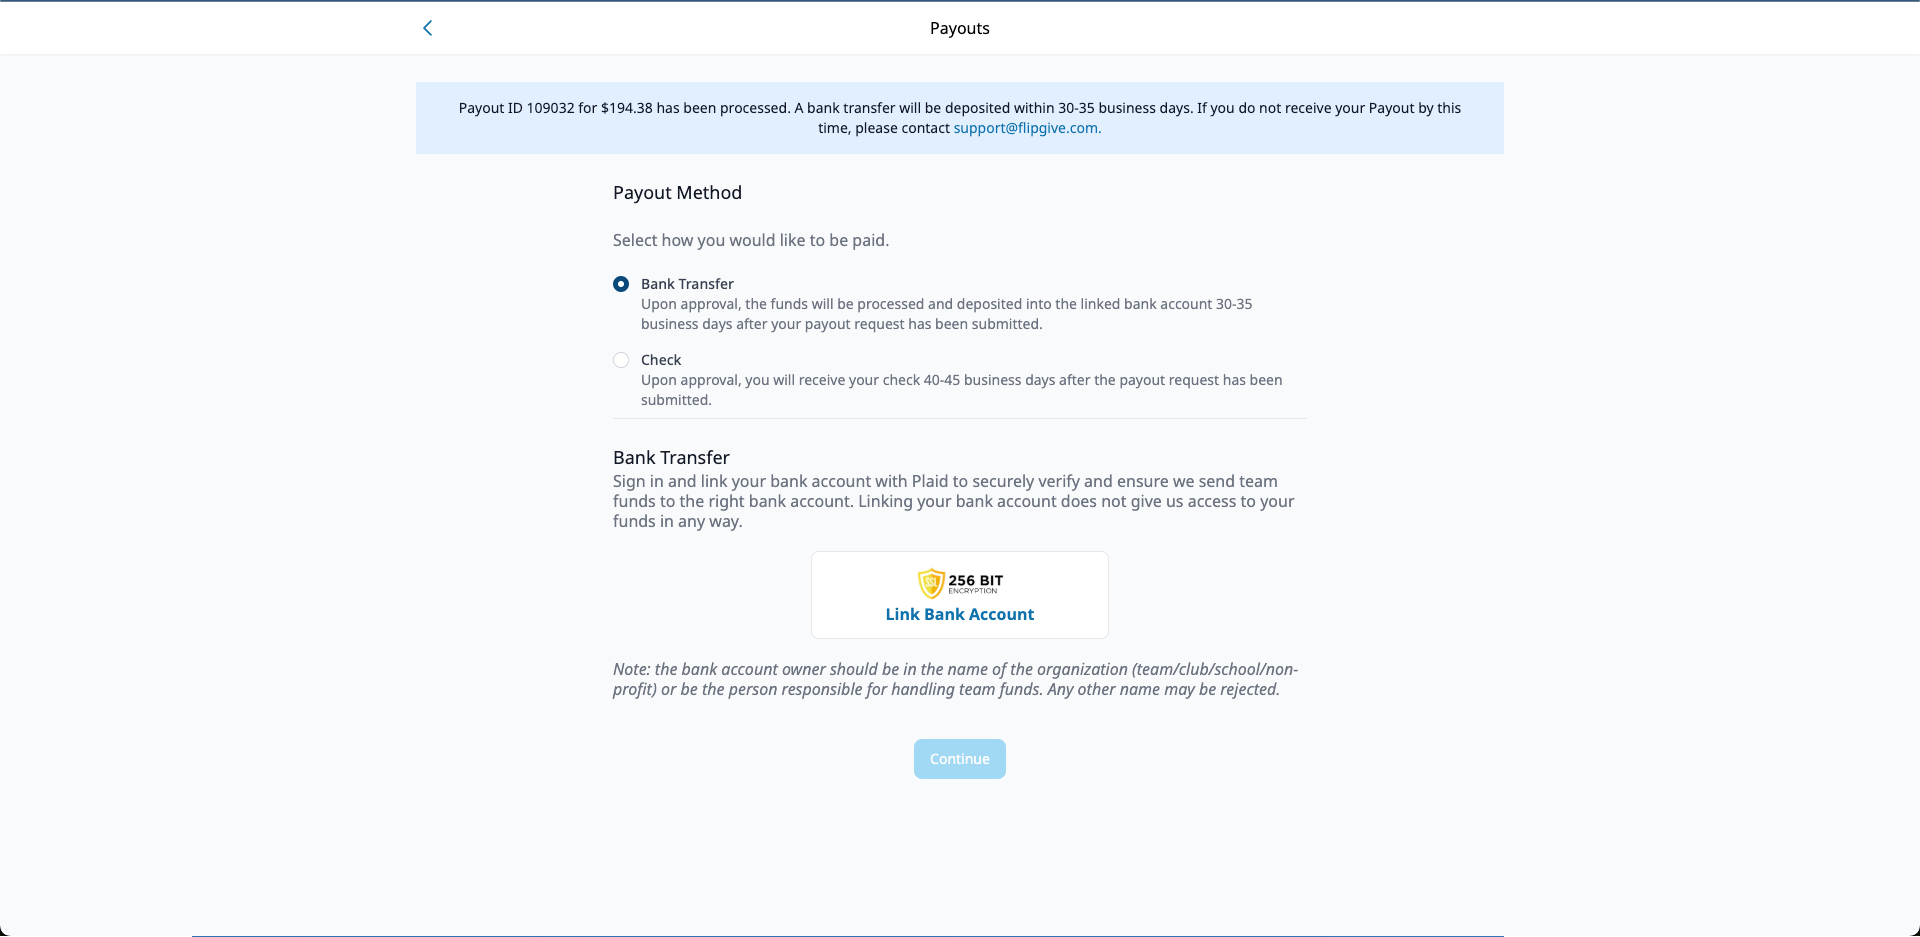 Payouts
Payout ID 109032 for $194.38 has been processed. A bank transfer will be deposited within 30-35 business days. If you do not receive your Payout by this
time, please contact support@flipgive.com.
Payout Method
Select how you would like to be paid.
Bank Transfer
Upon approval, the funds will be processed and deposited into the linked bank account 30-35
business days after your payout request has been submitted.
Check
Upon approval, you will receive your check 40-45 business days after the payout request has been
submitted.
Bank Transfer
Sign in and link your bank account with Plaid to securely verify and ensure we send team
funds to the right bank account. Linking your bank account does not give us access to your
funds in any way.
SSL 256 BIT
ENCRYPTION
Link Bank Account
Note: the bank account owner should be in the name of the organization (team/club/school/non-
profit) or be the person responsible for handling team funds. Any other name may be rejected.
Continue